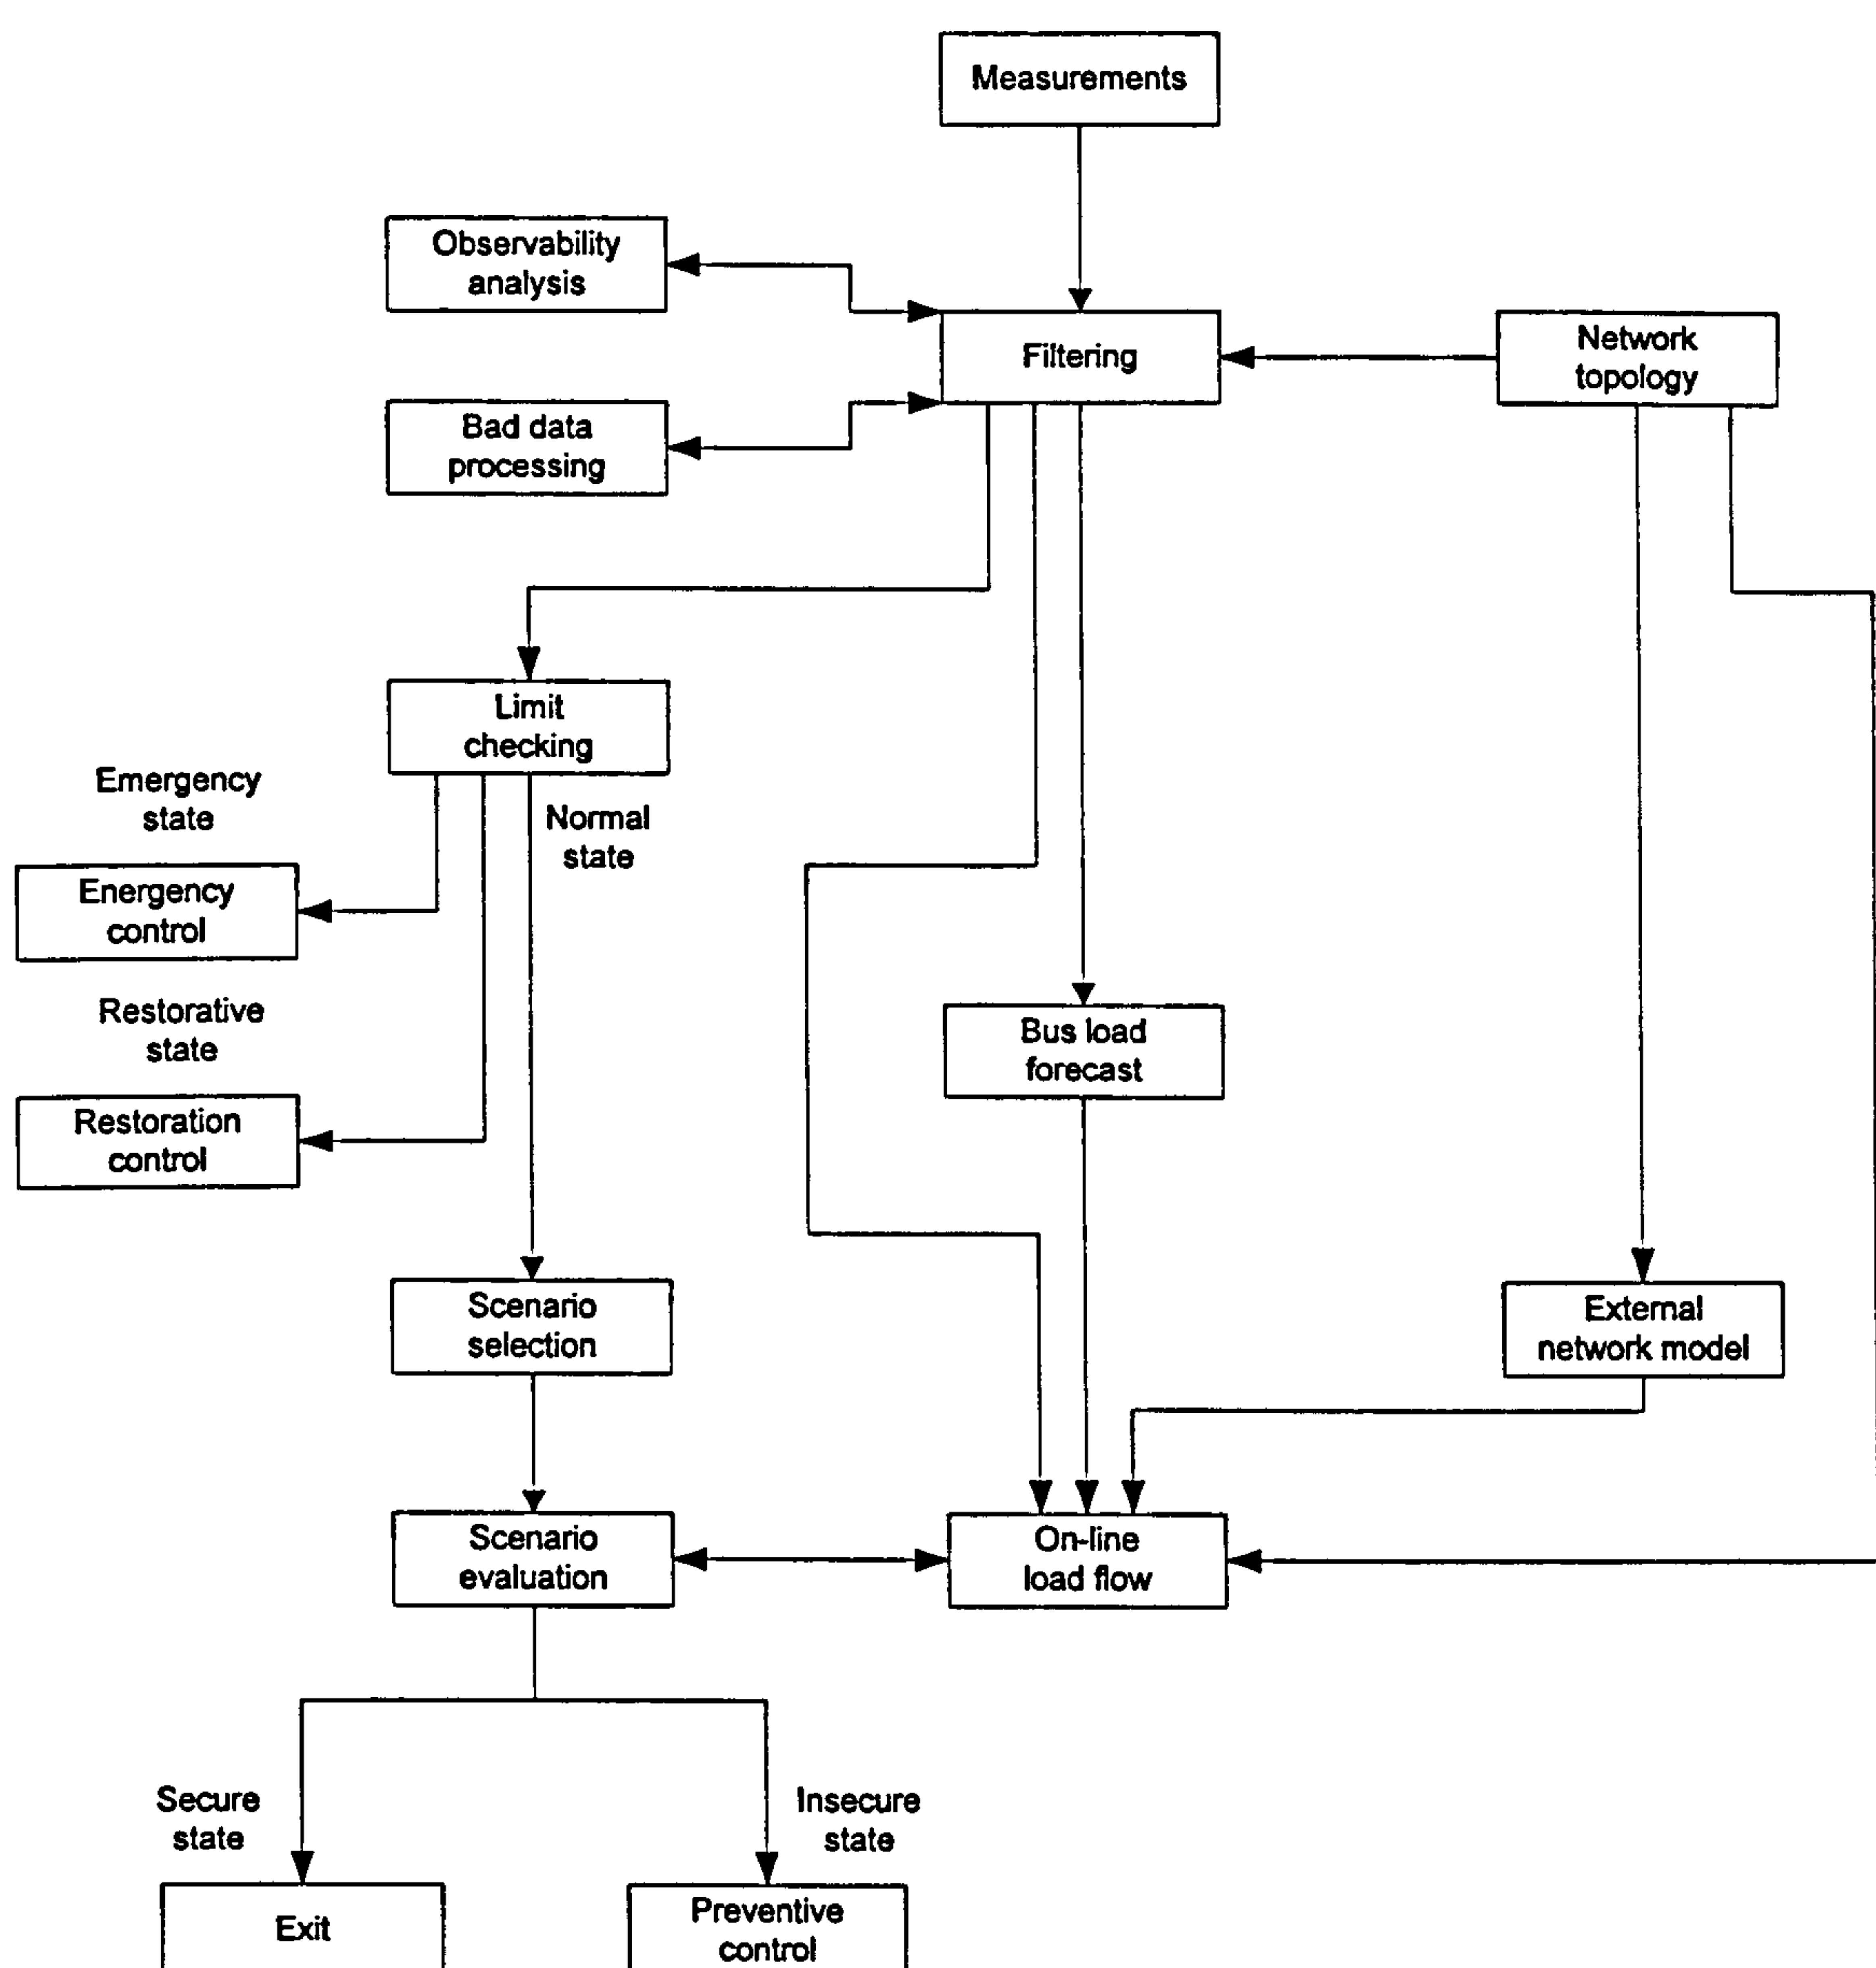 Measurements
Observability
analysis
Filtering
Network
topology
Bad data
processing
Limit
checking
Emergency
state
Normal
state
Energency
control
Restorative
state
Bus load
forecast
Restoration
control
Scenario
selection
External
network model
Scenario
evaluation
On-line
load flow
Secure
state
Insecure
state
Exit
Preventive
control